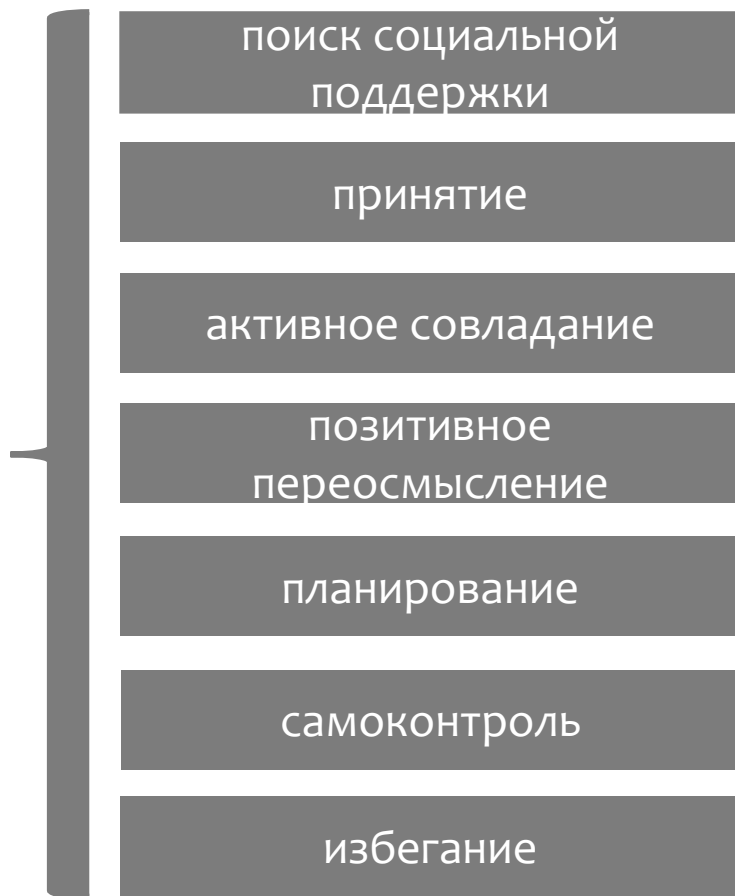 поиск социальной
поддержки
принятие
активное совладание
позитивное
переосмысление
планирование
самоконтроль
избегание